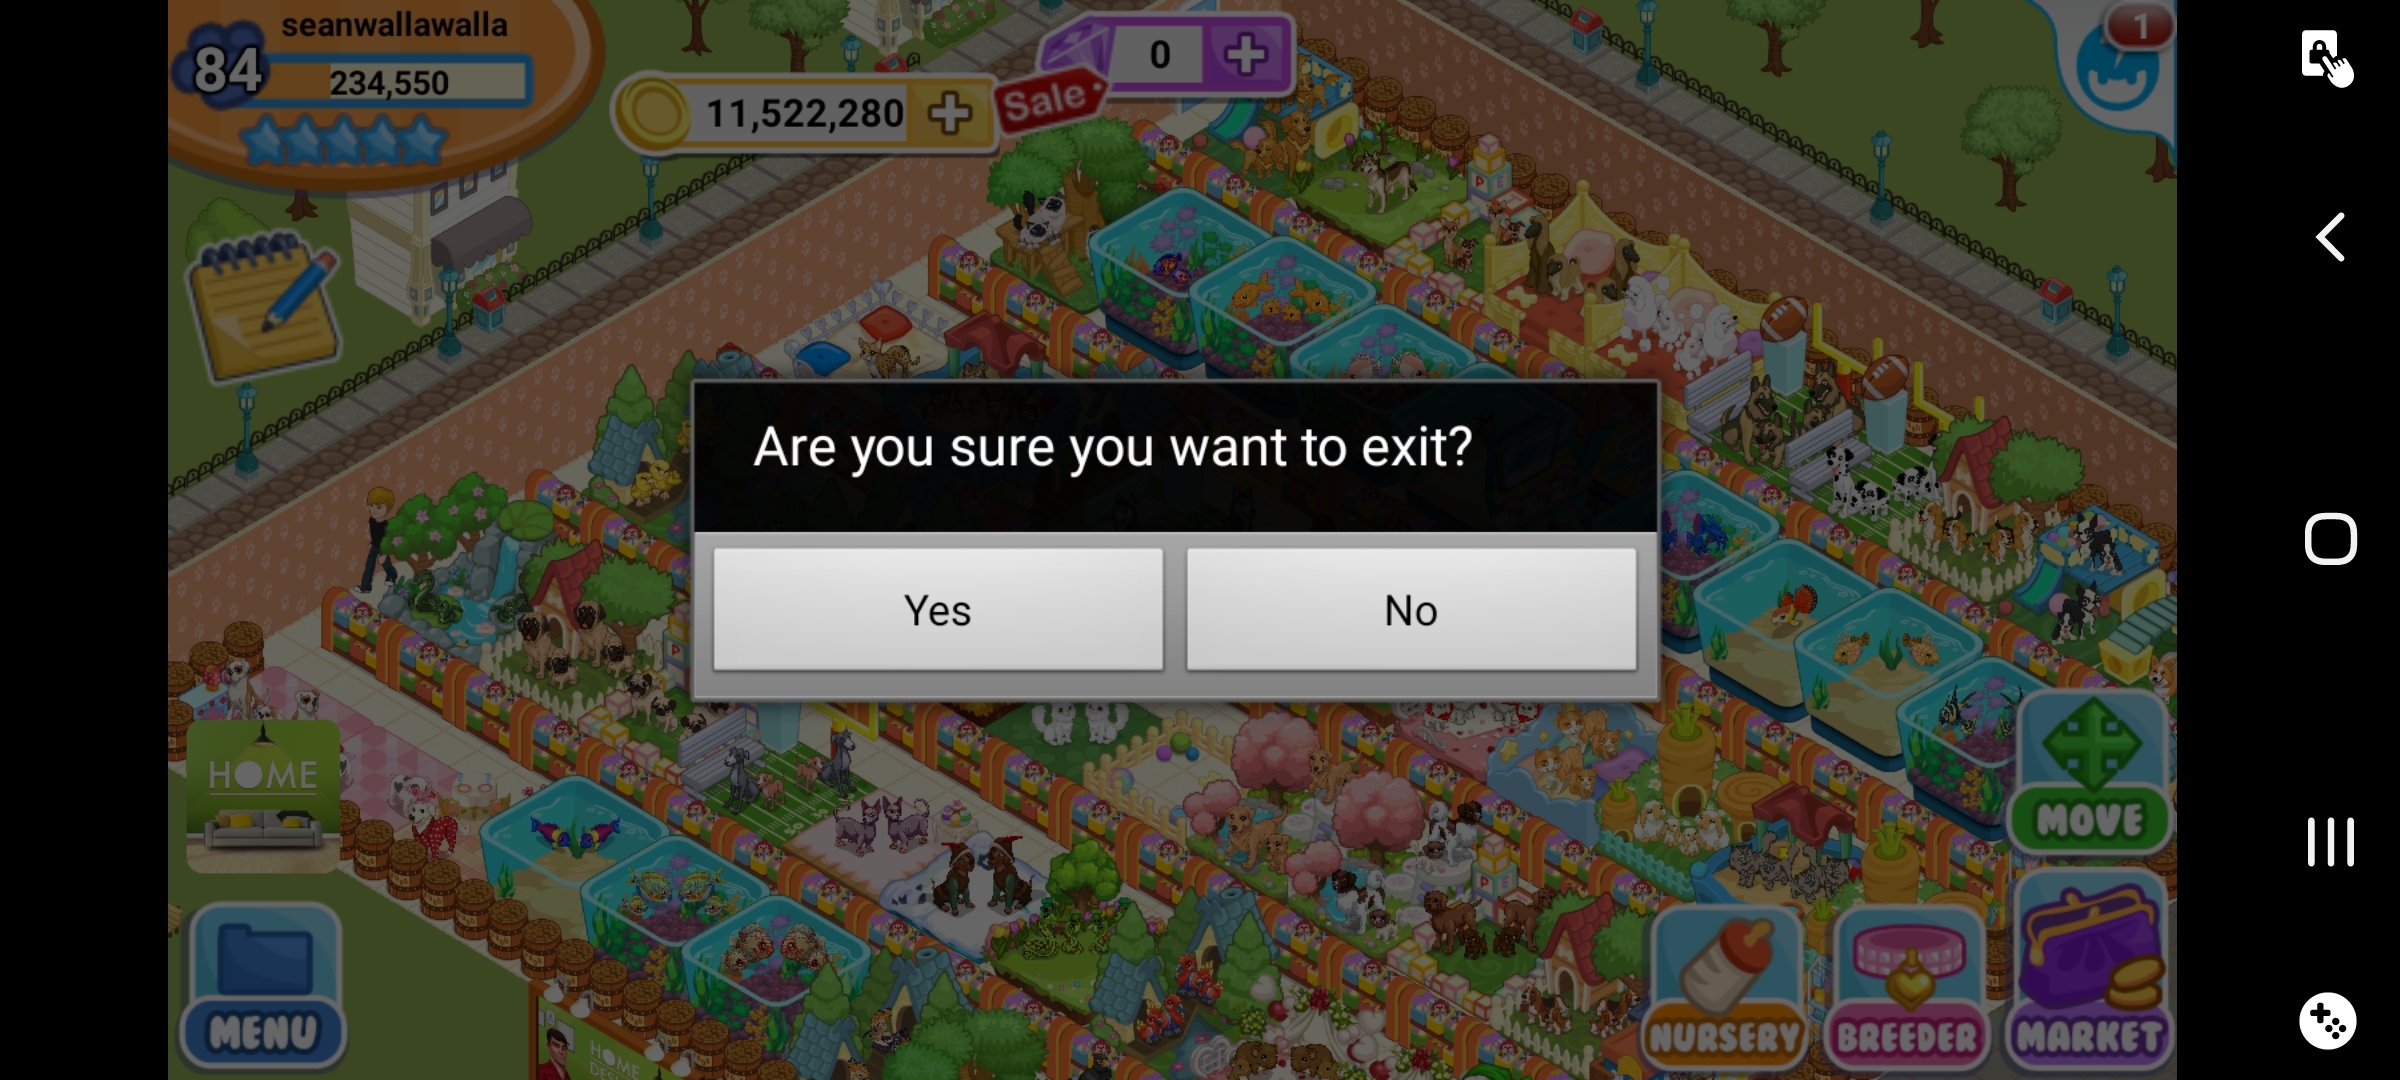 seanwallawalla
84
234,550
11,522,280
Sale
0
1
Are you sure you want to exit?
Yes
No
HOME
MOVE
MENU
NURSERY
BREEDER
MARKET
HOME